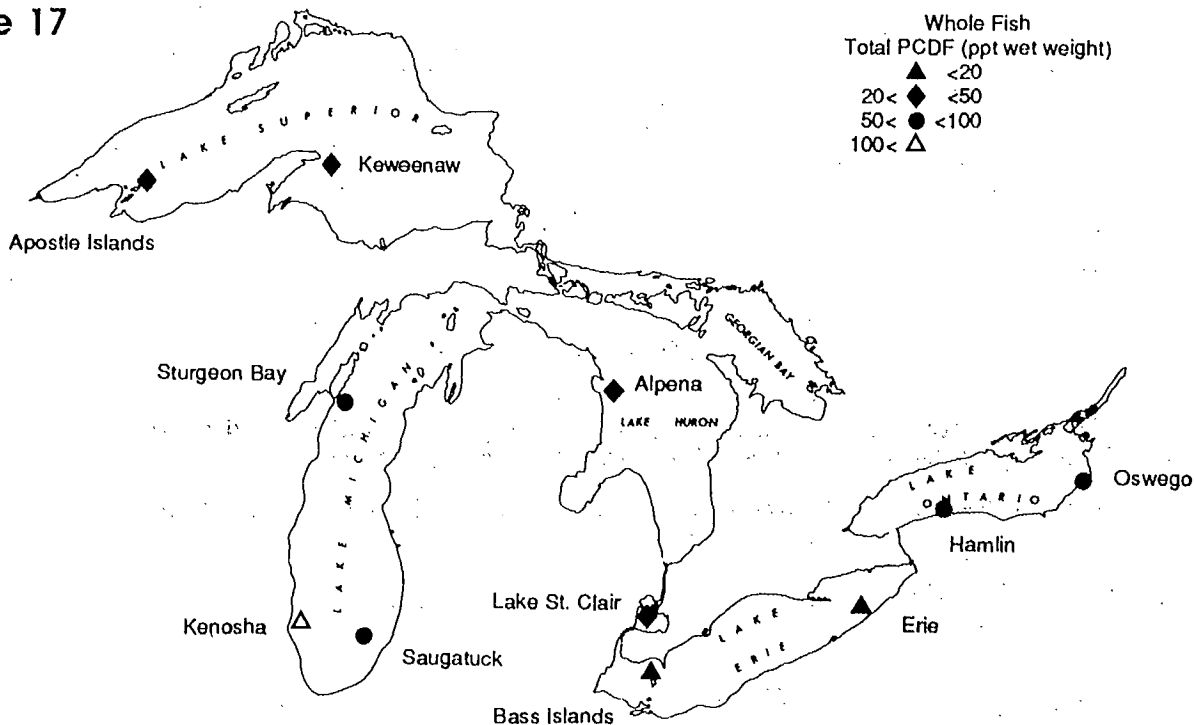 e 17
Whole Fish
Total PCDF (ppt wet weight)
▲ <20
20< ◆ <50
50< ● <100
100< △
LAKE SUPERIOR
Keweenaw
Apostle Islands
GEORGIAN BAY
Sturgeon Bay
Alpena
LAKE HURON
LAKE MICHIGAN
LAKE
ONTARIO
Oswego
Hamlin
Lake St. Clair
Kenosha
Saugatuck
LAKE
ERIE
Erie
Bass Islands